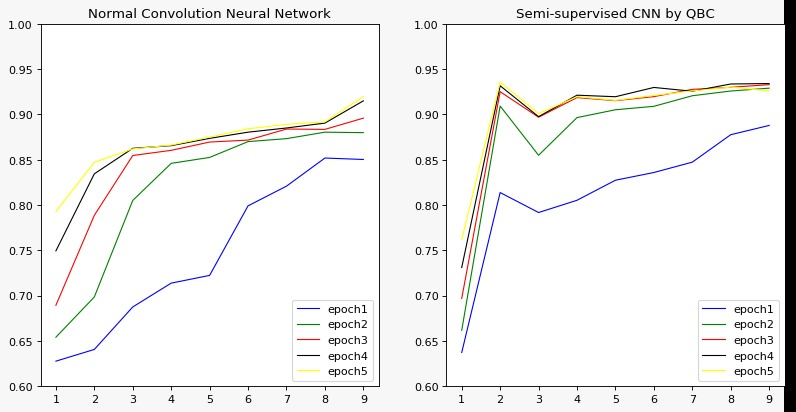 Normal Convolution Neural Network
1.00
0.95
0.90
0.85
0.80
0.75
0.70
0.65
0.60
1 2 3 4 5 6 7 8 9
epoch1
epoch2
epoch3
epoch4
epoch5
Semi-supervised CNN by QBC
1.00
0.95
0.90
0.85
0.80
0.75
0.70
0.65
0.60
1 2 3 4 5 6 7 8 9
epoch1
epoch2
epoch3
epoch4
epoch5